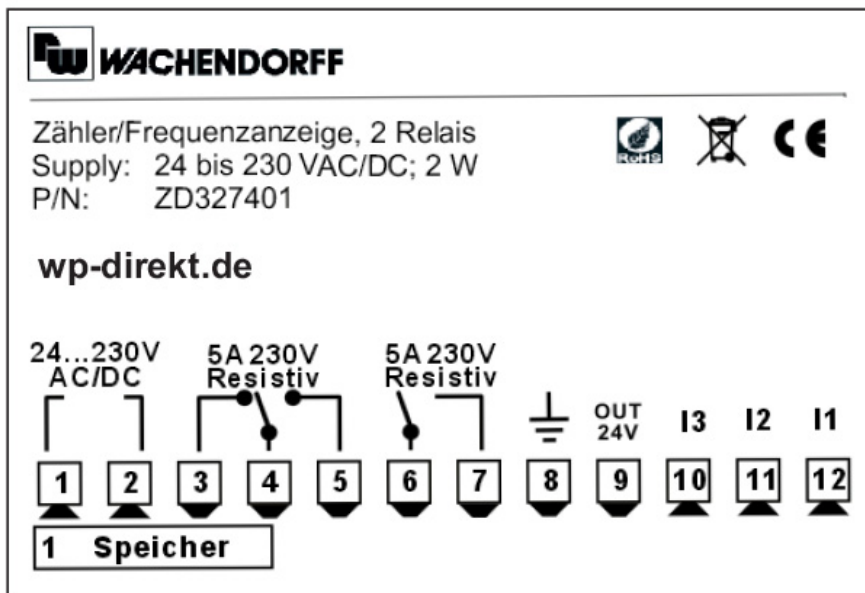 rw WACHENDORFF
Zähler/Frequenzanzeige, 2 Relais
Supply: 24 bis 230 VAC/DC; 2 W
P/N: ZD327401
RoHS
CE
wp-direkt.de
24...230V
AC/DC
5A 230V
Resistiv
5A 230V
Resistiv
OUT
24V
I3 I2 I1
1 2 3 4 5 6 7 8 9 10 11 12
1 Speicher